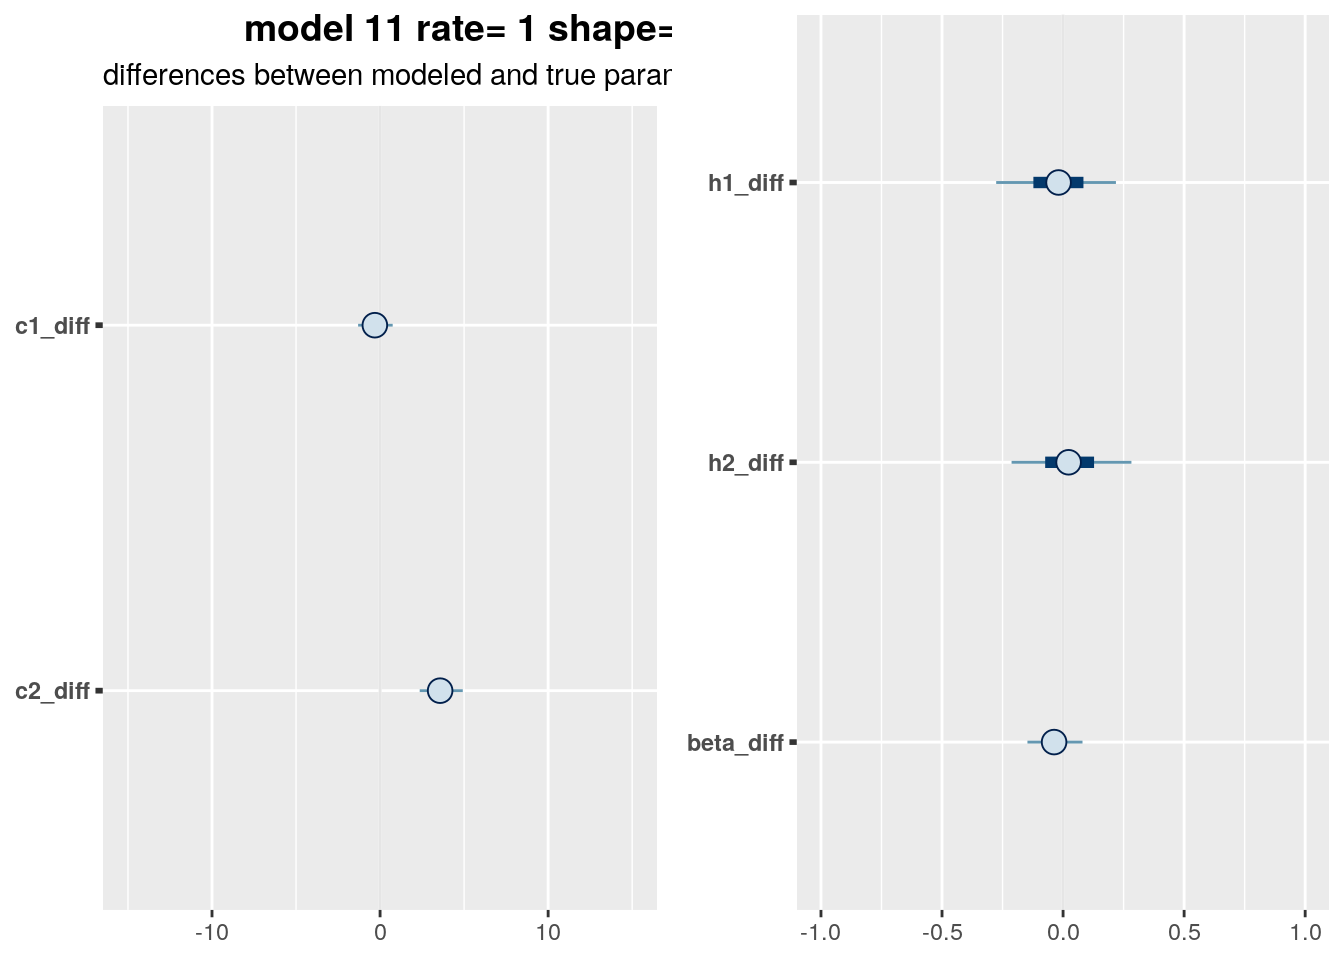 model 11 rate= 1 shape=
differences between modeled and true
c1_diff
c2_diff
-10
0
10
h1_diff
h2_diff
beta_diff
-1.0
-0.5
0.0
0.5
1.0